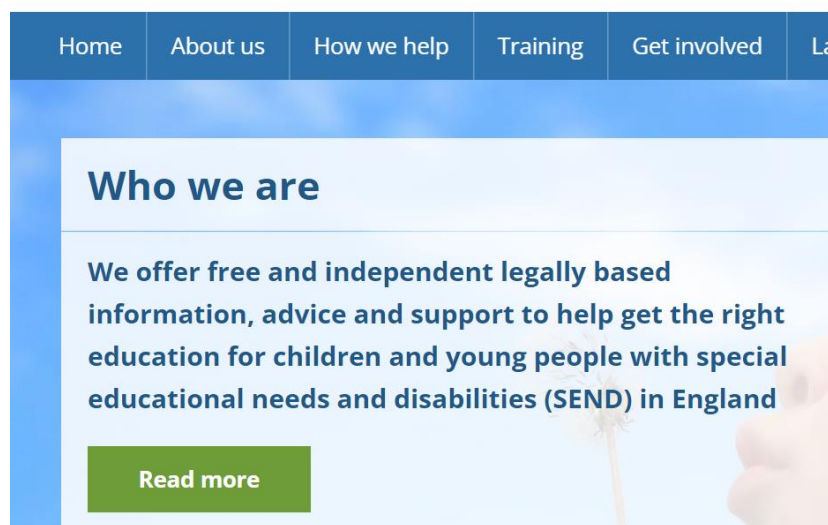 Home About us How we help Training Get involved
Who we are
We offer free and independent legally based
information, advice and support to help get the right
education for children and young people with special
educational needs and disabilities (SEND) in England
Read more